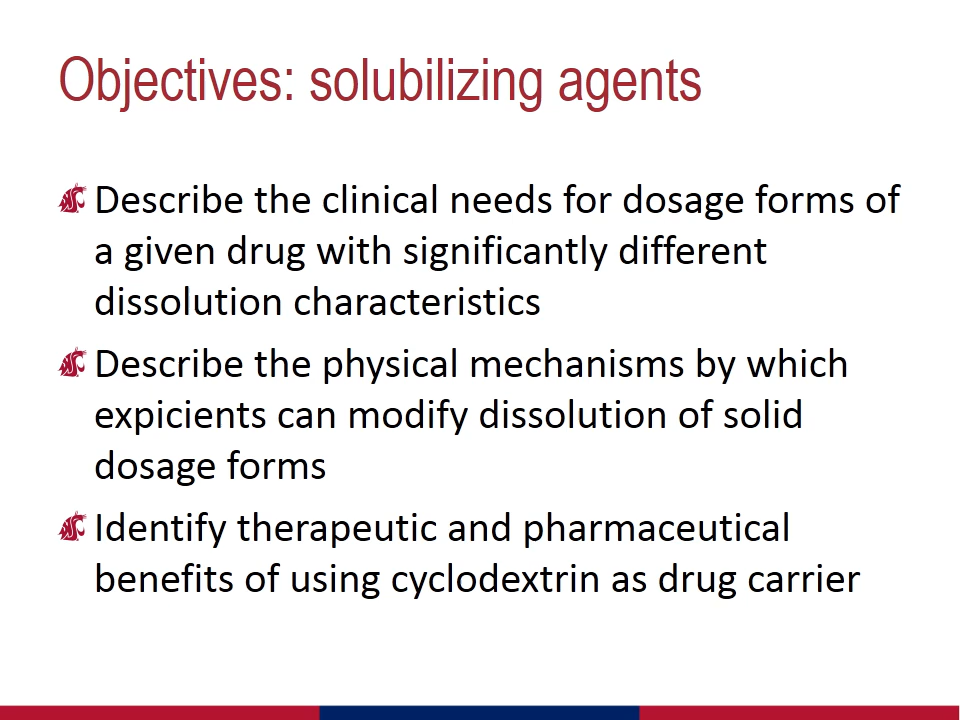 Objectives: solubilizing agents
Describe the clinical needs for dosage forms of
a given drug with significantly different
dissolution characteristics
Describe the physical mechanisms by which
expicients can modify dissolution of solid
dosage forms
Identify therapeutic and pharmaceutical
benefits of using cyclodextrin as drug carrier